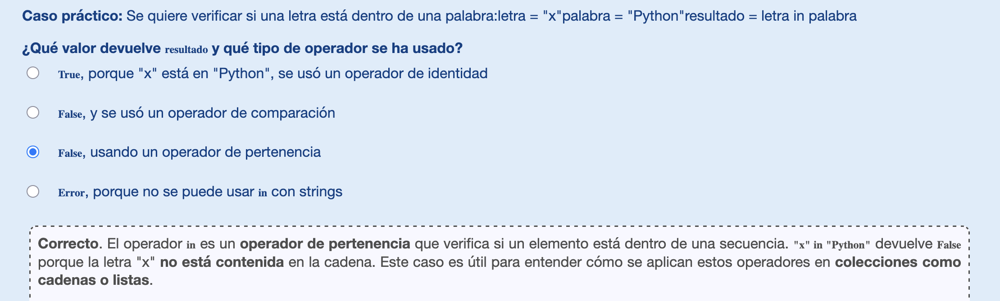 Caso práctico: Se quiere verificar si una letra está dentro de una palabra:letra = "x"palabra = "Python"resultado = letra in palabra
¿Qué valor devuelve resultado y qué tipo de operador se ha usado?
True, porque "x" está en "Python", se usó un operador de identidad
False, y se usó un operador de comparación
False, usando un operador de pertenencia
Error, porque no se puede usar in con strings
Correcto. El operador in es un operador de pertenencia que verifica si un elemento está dentro de una secuencia. "x" in "Python" devuelve False
porque la letra "x" no está contenida en la cadena. Este caso es útil para entender cómo se aplican estos operadores en colecciones como
cadenas o listas.